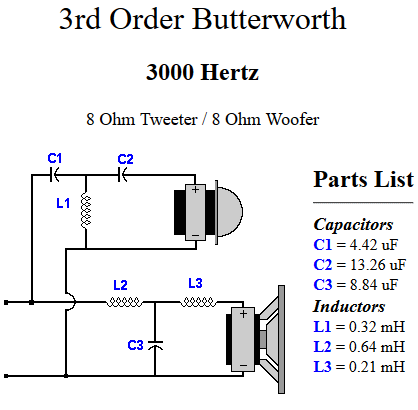 3rd Order Butterworth
3000 Hertz
8 Ohm Tweeter / 8 Ohm Woofer
C1
C2
L1
+
−
L2
L3
C3
+
−
Parts List
Capacitors
C1 = 4.42 uF
C2 = 13.26 uF
C3 = 8.84 uF
Inductors
L1 = 0.32 mH
L2 = 0.64 mH
L3 = 0.21 mH